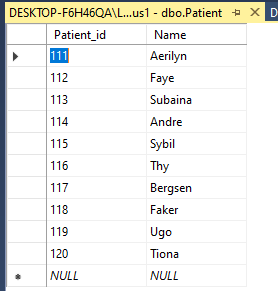 DESKTOP-F6H46QA\L...us1 - dbo.Patient
Patient_id Name
111 Aerilyn
112 Faye
113 Subaina
114 Andre
115 Sybil
116 Thy
117 Bergsen
118 Faker
119 Ugo
120 Tiona
NULL NULL